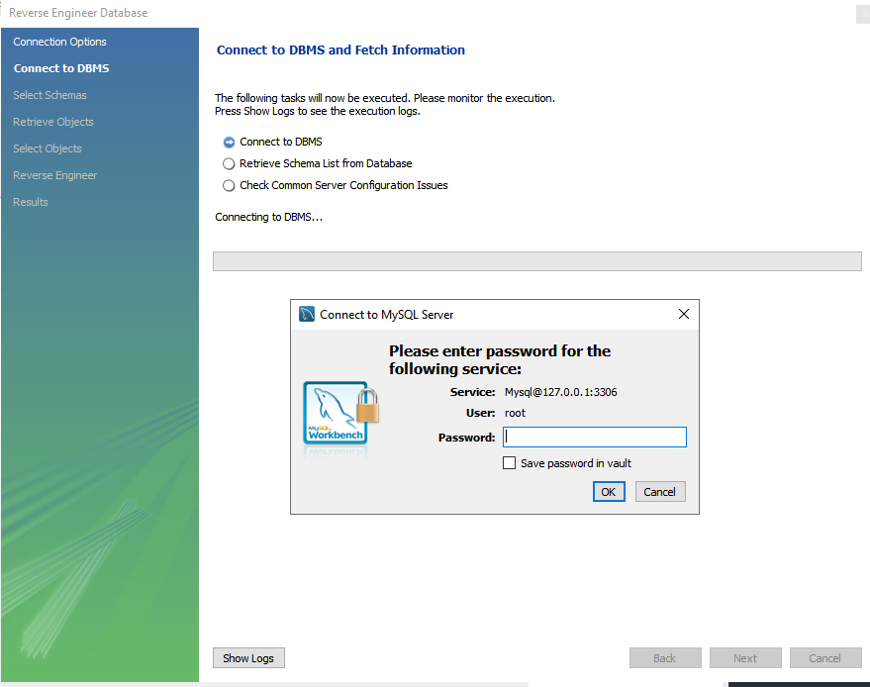 Reverse Engineer Database
Connection Options
Connect to DBMS
Select Schemas
Retrieve Objects
Select Objects
Reverse Engineer
Results
Connect to DBMS and Fetch Information
The following tasks will now be executed. Please monitor the execution.
Press Show Logs to see the execution logs.
Connect to DBMS
Retrieve Schema List from Database
Check Common Server Configuration Issues
Connecting to DBMS...
Connect to MySQL Server
Please enter password for the
following service:
Service: Mysql@127.0.0.1:3306
User: root
Password:
Save password in vault
MySQL
Workbench
OK Cancel
Show Logs Back Next Cancel